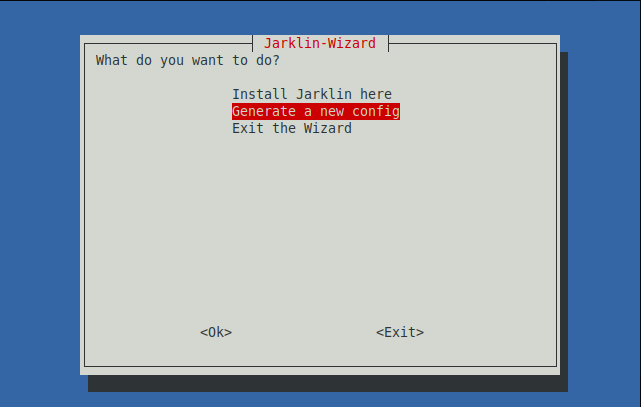 Jarklin-Wizard
What do you want to do?
Install Jarklin here
Generate a new config
Exit the Wizard
<Ok> <Exit>